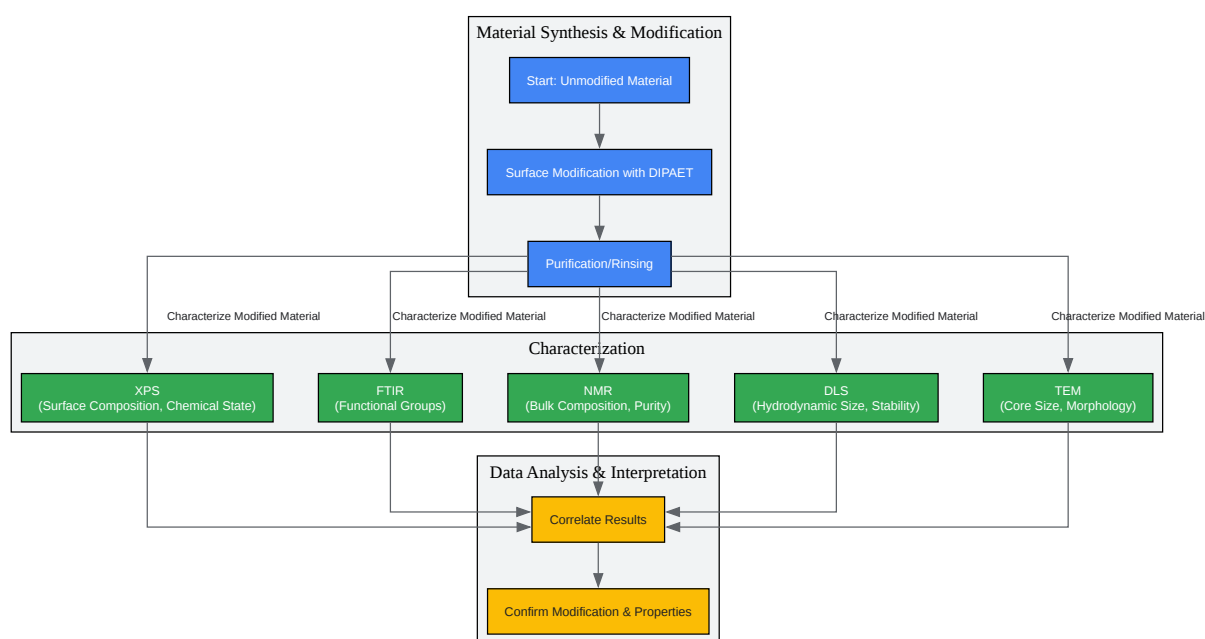 Material Synthesis & Modification
Start: Unmodified Material
Surface Modification with DIPAET
Purification/Rinsing
Characterize Modified Material
Characterize Modified Material
Characterize Modified Material
Characterize Modified Material
Characterize Modified Material
Characterization
XPS
(Surface Composition, Chemical State)
FTIR
(Functional Groups)
NMR
(Bulk Composition, Purity)
DLS
(Hydrodynamic Size, Stability)
TEM
(Core Size, Morphology)
Data Analysis & Interpretation
Correlate Results
Confirm Modification & Properties